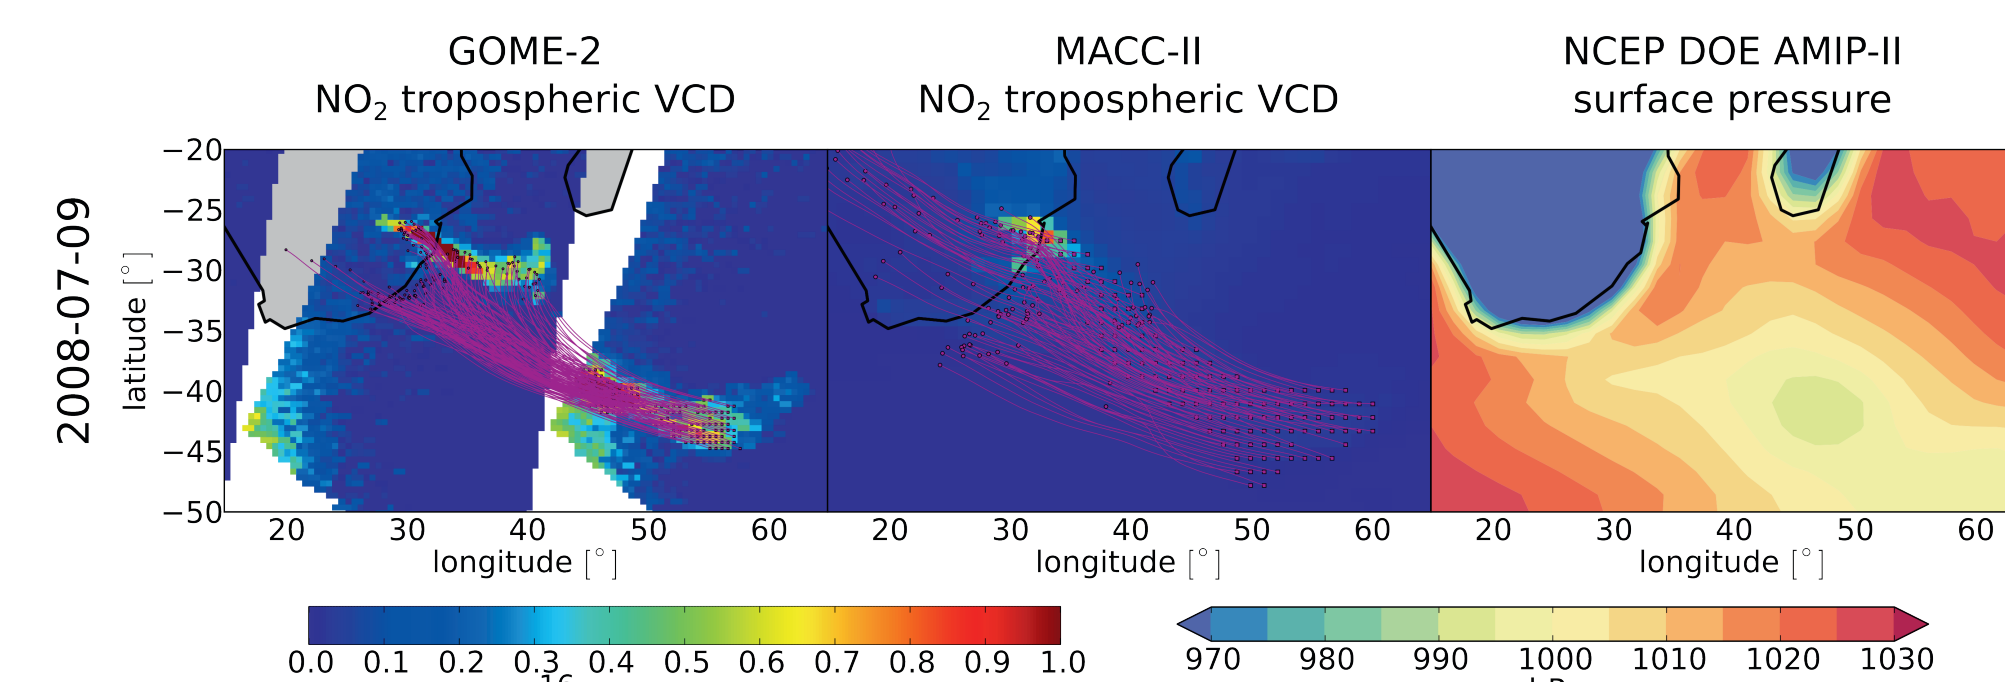 GOME-2 MACC-II NCEP DOE AMIP-II
NO₂ tropospheric VCD NO₂ tropospheric VCD surface pressure
2008-07-09
latitude [°]
−20
−25
−30
−35
−40
−45
−50
20 30 40 50 60 20 30 40 50 60 20 30 40 50 60
longitude [°] longitude [°] longitude [°]
0.0 0.1 0.2 0.3 0.4 0.5 0.6 0.7 0.8 0.9 1.0 970 980 990 1000 1010 1020 1030
16